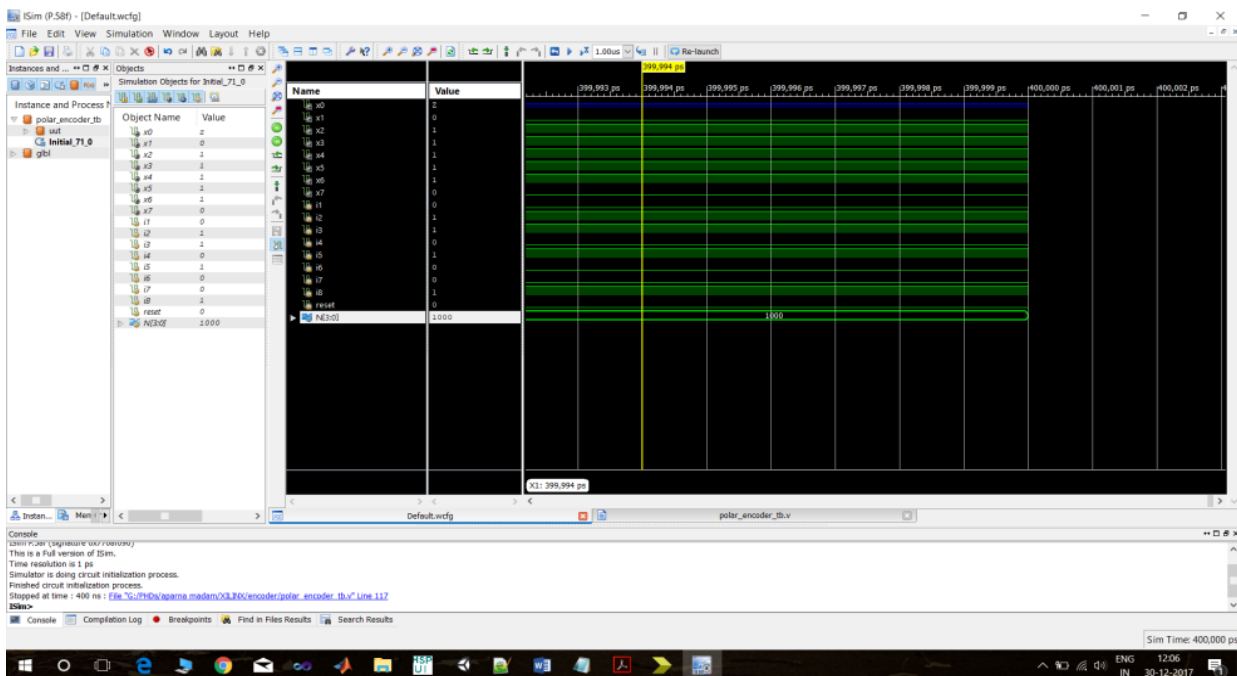 ISim (P.58f) - [Default.wcfg]
File Edit View Simulation Window Layout Help
1.00us Re-launch
Instances and ...
Instance and Process N
polar_encoder_tb
uut
Initial_71_0
glbl
Objects
Simulation Objects for Initial_71_0
Object Name Value
x0 z
x1 0
x2 1
x3 1
x4 1
x5 1
x6 1
x7 0
i1 0
i2 1
i3 1
i4 0
i5 1
i6 0
i7 0
i8 1
reset 0
N[3:0] 1000
Name Value
x0 z
x1 0
x2 1
x3 1
x4 1
x5 1
x6 1
x7 0
i1 0
i2 1
i3 1
i4 0
i5 1
i6 0
i7 0
i8 1
reset 0
N[3:0] 1000
399,994 ps
399,993 ps 399,994 ps 399,995 ps 399,996 ps 399,997 ps 399,998 ps 399,999 ps 400,000 ps 400,001 ps 400,002 ps
1000
X1: 399,994 ps
Instan... Mem
Default.wcfg polar_encoder_tb.v
Console
This is a Full version of ISim.
Time resolution is 1 ps
Simulator is doing circuit initialization process.
Finished circuit initialization process.
Stopped at time : 400 ns : File "G:/PHDs/aparna madam/XILINX/encoder/polar_encoder_tb.v" Line 117
ISim>
Console Compilation Log Breakpoints Find in Files Results Search Results
Sim Time: 400,000 ps
HSP UI
ENG
IN
12:06
30-12-2017